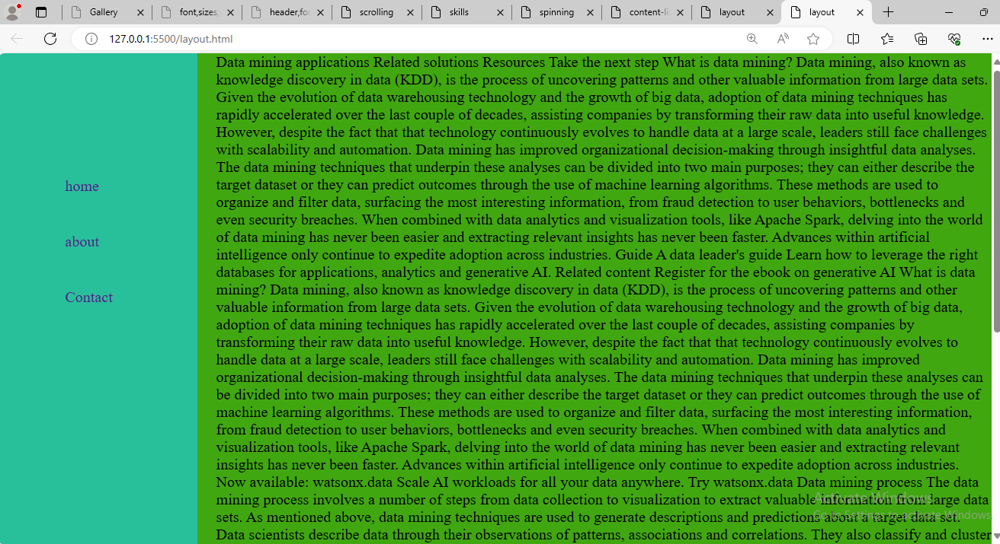 Gallery
font,sizes,
header,fo
scrolling
skills
spinning
content-li
layout
layout
127.0.0.1:5500/layout.html
home
about
Contact
Data mining applications Related solutions Resources Take the next step What is data mining? Data mining, also known as
knowledge discovery in data (KDD), is the process of uncovering patterns and other valuable information from large data sets.
Given the evolution of data warehousing technology and the growth of big data, adoption of data mining techniques has
rapidly accelerated over the last couple of decades, assisting companies by transforming their raw data into useful knowledge.
However, despite the fact that that technology continuously evolves to handle data at a large scale, leaders still face challenges
with scalability and automation. Data mining has improved organizational decision-making through insightful data analyses.
The data mining techniques that underpin these analyses can be divided into two main purposes; they can either describe the
target dataset or they can predict outcomes through the use of machine learning algorithms. These methods are used to
organize and filter data, surfacing the most interesting information, from fraud detection to user behaviors, bottlenecks and
even security breaches. When combined with data analytics and visualization tools, like Apache Spark, delving into the world
of data mining has never been easier and extracting relevant insights has never been faster. Advances within artificial
intelligence only continue to expedite adoption across industries. Guide A data leader's guide Learn how to leverage the right
databases for applications, analytics and generative AI. Related content Register for the ebook on generative AI What is data
mining? Data mining, also known as knowledge discovery in data (KDD), is the process of uncovering patterns and other
valuable information from large data sets. Given the evolution of data warehousing technology and the growth of big data,
adoption of data mining techniques has rapidly accelerated over the last couple of decades, assisting companies by
transforming their raw data into useful knowledge. However, despite the fact that that technology continuously evolves to
handle data at a large scale, leaders still face challenges with scalability and automation. Data mining has improved
organizational decision-making through insightful data analyses. The data mining techniques that underpin these analyses can
be divided into two main purposes; they can either describe the target dataset or they can predict outcomes through the use of
machine learning algorithms. These methods are used to organize and filter data, surfacing the most interesting information,
from fraud detection to user behaviors, bottlenecks and even security breaches. When combined with data analytics and
visualization tools, like Apache Spark, delving into the world of data mining has never been easier and extracting relevant
insights has never been faster. Advances within artificial intelligence only continue to expedite adoption across industries.
Now available: watsonx.data Scale AI workloads for all your data anywhere. Try watsonx.data Data mining process The data
mining process involves a number of steps from data collection to visualization to extract valuable information from large data
sets. As mentioned above, data mining techniques are used to generate descriptions and predictions about a target data set.
Data scientists describe data through their observations of patterns, associations and correlations. They also classify and cluster
Activate Windows
Go to Settings to activate Windows.